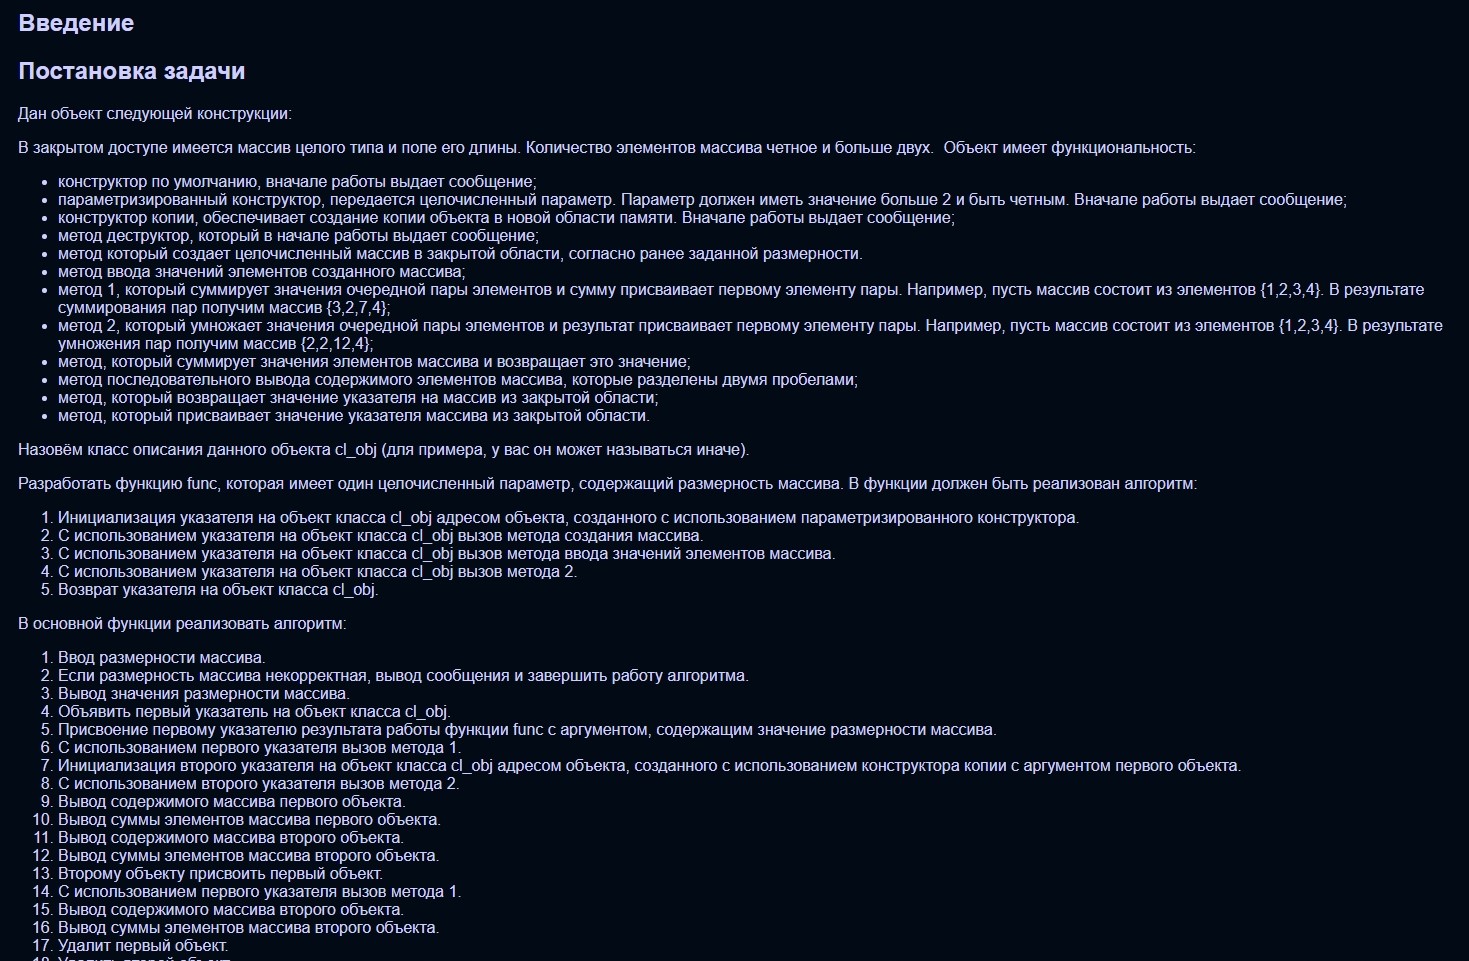 Введение
Постановка задачи
Дан объект следующей конструкции:
В закрытом доступе имеется массив целого типа и поле его длины. Количество элементов массива четное и больше двух.  Объект имеет функциональность:
• конструктор по умолчанию, вначале работы выдает сообщение;
• параметризированный конструктор, передается целочисленный параметр. Параметр должен иметь значение больше 2 и быть четным. Вначале работы выдает сообщение;
• конструктор копии, обеспечивает создание копии объекта в новой области памяти. Вначале работы выдает сообщение;
• метод деструктор, который в начале работы выдает сообщение;
• метод который создает целочисленный массив в закрытой области, согласно ранее заданной размерности.
• метод ввода значений элементов созданного массива;
• метод 1, который суммирует значения очередной пары элементов и сумму присваивает первому элементу пары. Например, пусть массив состоит из элементов {1,2,3,4}. В результате
суммирования пар получим массив {3,2,7,4};
• метод 2, который умножает значения очередной пары элементов и результат присваивает первому элементу пары. Например, пусть массив состоит из элементов {1,2,3,4}. В результате
умножения пар получим массив {2,2,12,4};
• метод, который суммирует значения элементов массива и возвращает это значение;
• метод последовательного вывода содержимого элементов массива, которые разделены двумя пробелами;
• метод, который возвращает значение указателя на массив из закрытой области;
• метод, который присваивает значение указателя массива из закрытой области.
Назовём класс описания данного объекта cl_obj (для примера, у вас он может называться иначе).
Разработать функцию func, которая имеет один целочисленный параметр, содержащий размерность массива. В функции должен быть реализован алгоритм:
1. Инициализация указателя на объект класса cl_obj адресом объекта, созданного с использованием параметризированного конструктора.
2. С использованием указателя на объект класса cl_obj вызов метода создания массива.
3. С использованием указателя на объект класса cl_obj вызов метода ввода значений элементов массива.
4. С использованием указателя на объект класса cl_obj вызов метода 2.
5. Возврат указателя на объект класса cl_obj.
В основной функции реализовать алгоритм:
1. Ввод размерности массива.
2. Если размерность массива некорректная, вывод сообщения и завершить работу алгоритма.
3. Вывод значения размерности массива.
4. Объявить первый указатель на объект класса cl_obj.
5. Присвоение первому указателю результата работы функции func с аргументом, содержащим значение размерности массива.
6. С использованием первого указателя вызов метода 1.
7. Инициализация второго указателя на объект класса cl_obj адресом объекта, созданного с использованием конструктора копии с аргументом первого объекта.
8. С использованием второго указателя вызов метода 2.
9. Вывод содержимого массива первого объекта.
10. Вывод суммы элементов массива первого объекта.
11. Вывод содержимого массива второго объекта.
12. Вывод суммы элементов массива второго объекта.
13. Второму объекту присвоить первый объект.
14. С использованием первого указателя вызов метода 1.
15. Вывод содержимого массива второго объекта.
16. Вывод суммы элементов массива второго объекта.
17. Удалит первый объект.